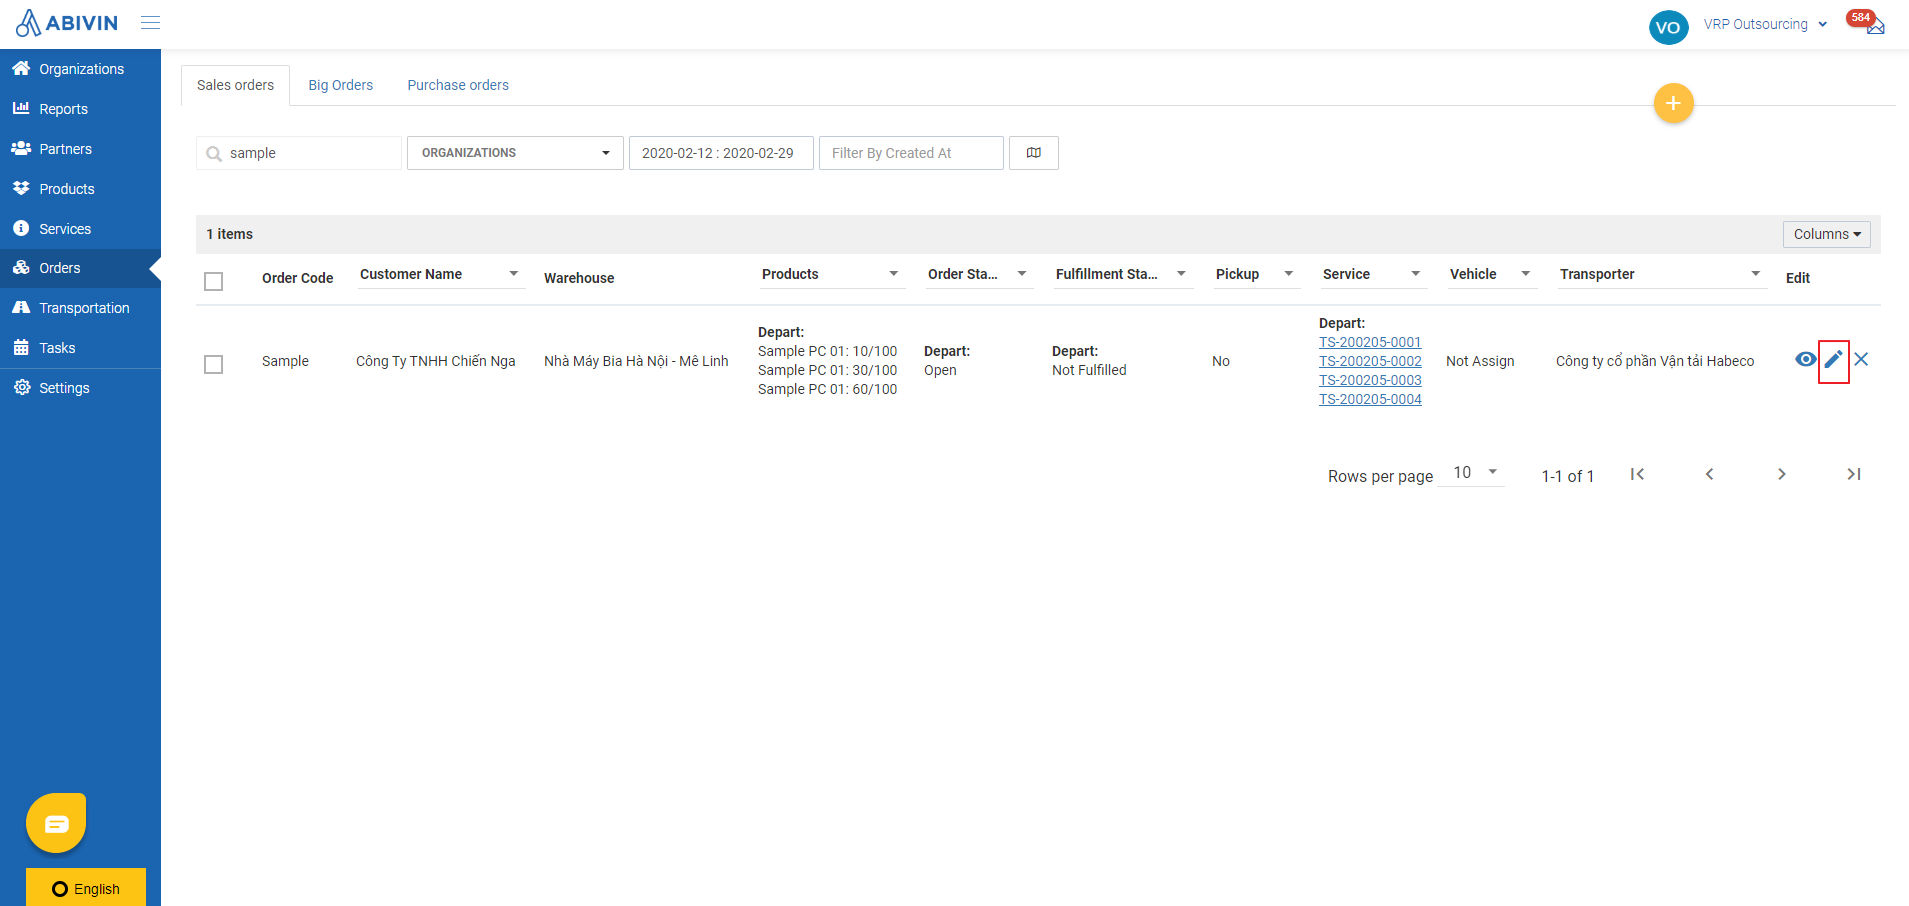 ABIVIN
VO
VRP Outsourcing
584
Organizations
Reports
Partners
Products
Services
Orders
Transportation
Tasks
Settings
English
Sales orders
Big Orders
Purchase orders
+
sample
ORGANIZATIONS
2020-02-12 : 2020-02-29
Filter By Created At
1 items
Columns
Order Code
Customer Name
Warehouse
Products
Order Sta...
Fulfillment Sta...
Pickup
Service
Vehicle
Transporter
Edit
Sample
Công Ty TNHH Chiến Nga
Nhà Máy Bia Hà Nội - Mê Linh
Depart:
Sample PC 01: 10/100
Sample PC 01: 30/100
Sample PC 01: 60/100
Depart:
Open
Depart:
Not Fulfilled
No
Depart:
TS-200205-0001
TS-200205-0002
TS-200205-0003
TS-200205-0004
Not Assign
Công ty cổ phần Vận tải Habeco
Rows per page 10
1-1 of 1